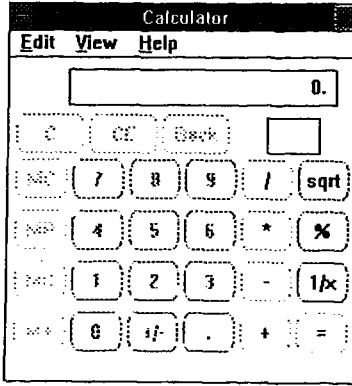 Calculator
Edit View Help
0.
C CE Back
MC 7 8 9 / sqrt
MR 4 5 6 * %
1 2 3 - 1/x
M+ 0 +/- . + =